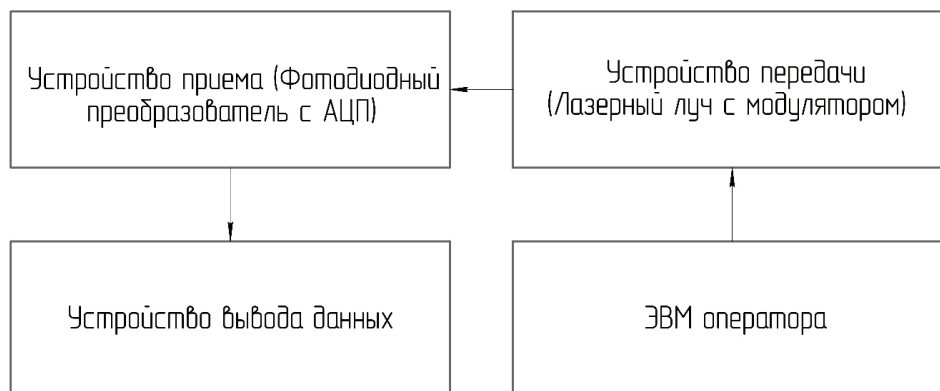 Устройство приема (Фотодиодный
преобразователь с АЦП)
Устройство передачи
(Лазерный луч с модулятором)
Устройство вывода данных
ЭВМ оператора